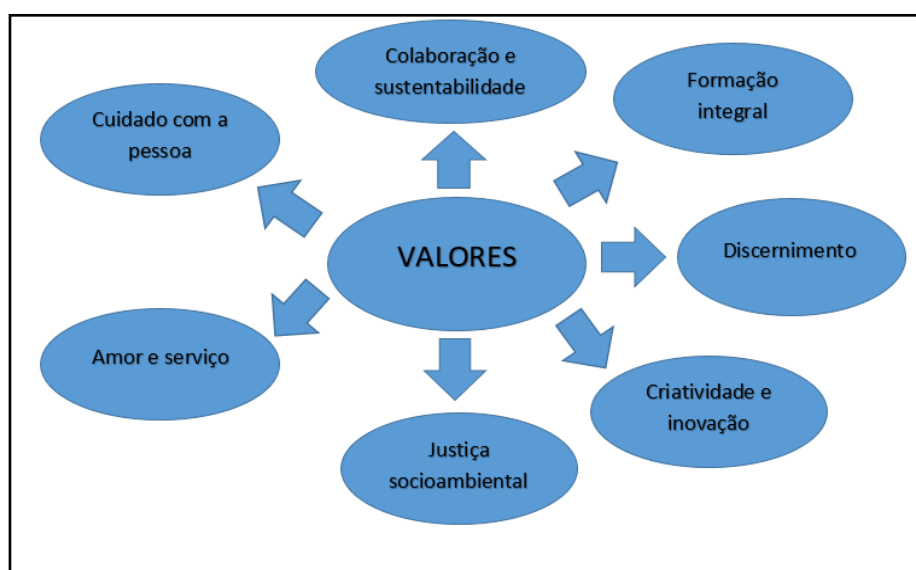 Colaboração e
sustentabilidade
Formação
integral
Cuidado com a
pessoa
VALORES
Discernimento
Amor e serviço
Criatividade e
inovação
Justiça
socioambiental